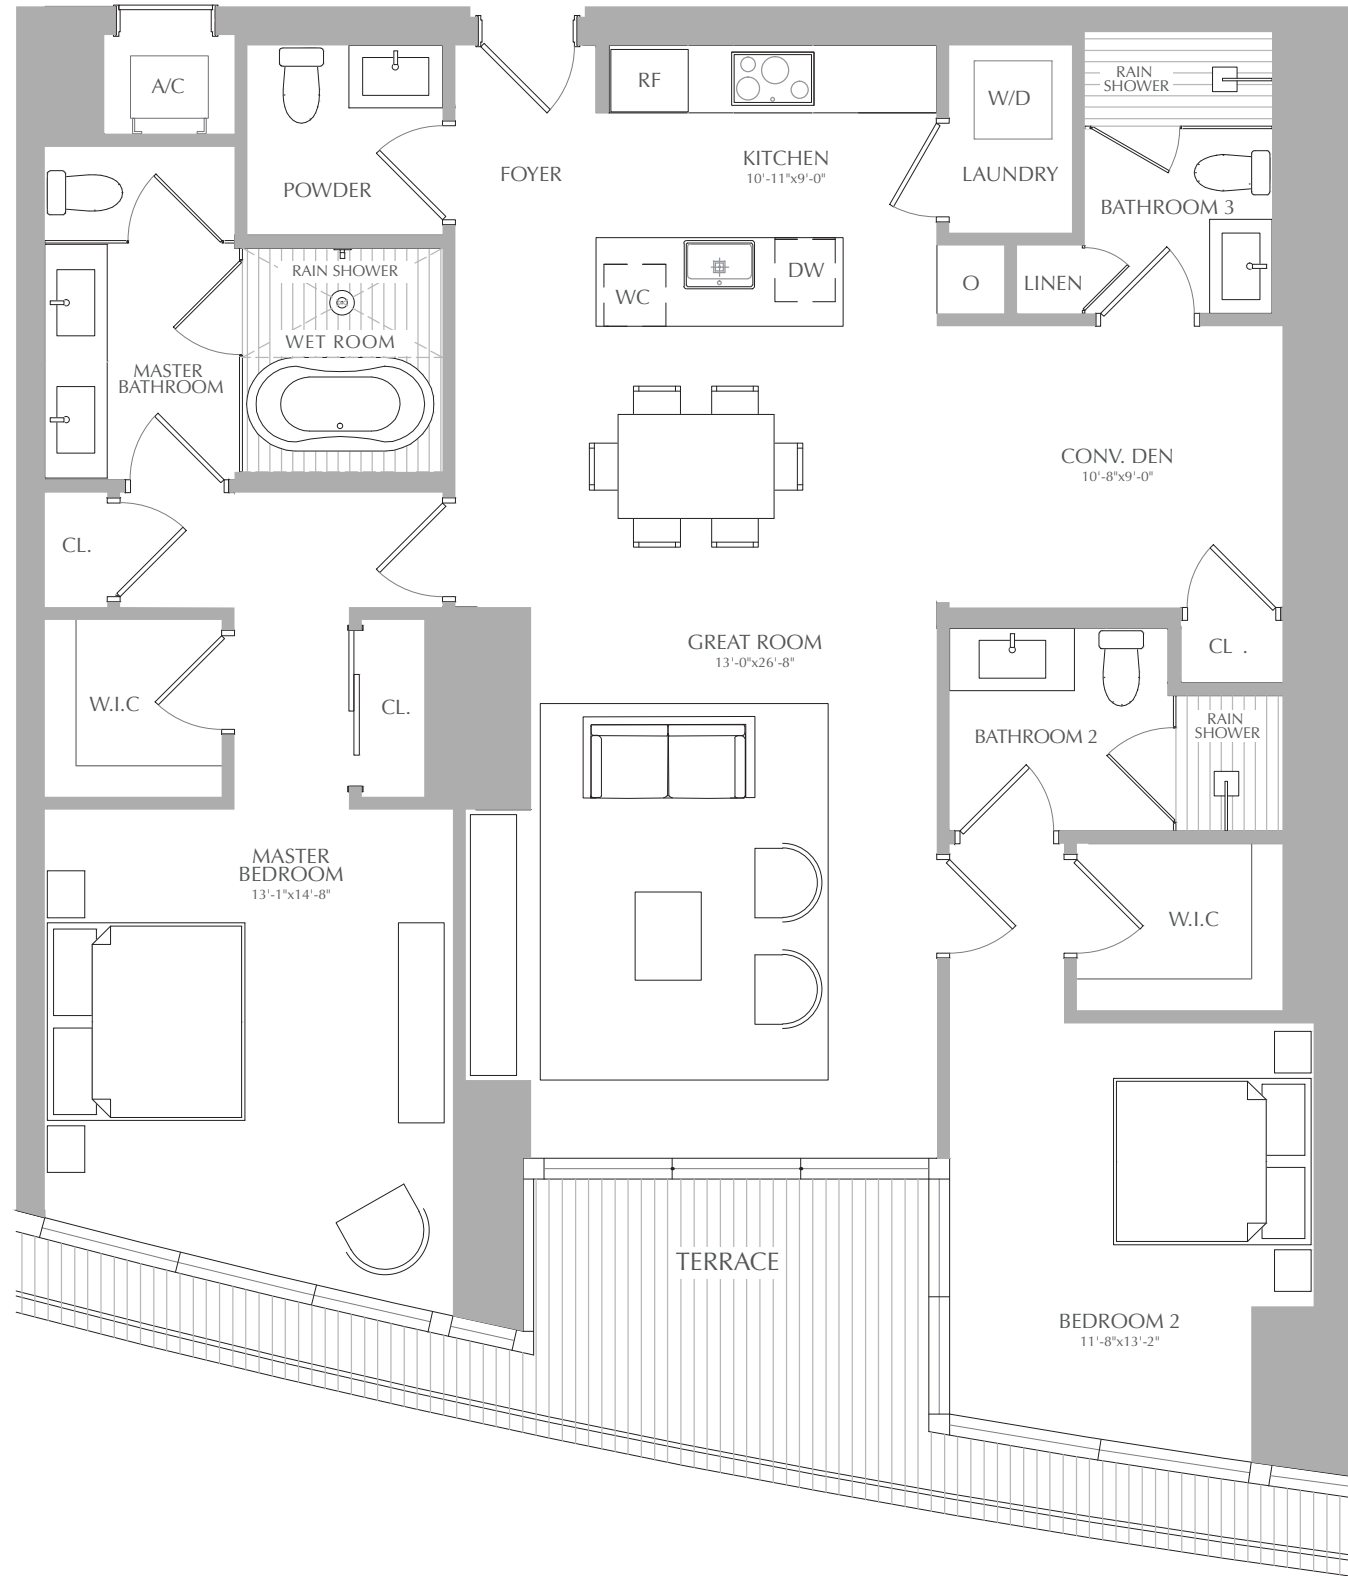 A/C
RF
W/D
RAIN
SHOWER
POWDER
FOYER
KITCHEN
10'-11"x9'-0"
LAUNDRY
BATHROOM 3
RAIN SHOWER
WET ROOM
WC
DW
O
LINEN
MASTER
BATHROOM
CONV. DEN
10'-8"x9'-0"
CL.
GREAT ROOM
13'-0"x26'-8"
CL .
W.I.C
CL.
BATHROOM 2
RAIN
SHOWER
MASTER
BEDROOM
13'-1"x14'-8"
W.I.C
TERRACE
BEDROOM 2
11'-8"x13'-2"